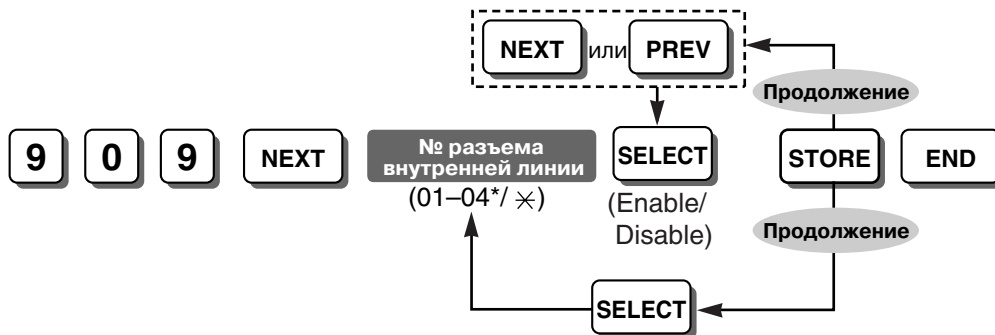 NEXT или PREV
Продолжение
9 0 9 NEXT № разъема внутренней линии SELECT STORE END
(01–04*/ ✳)
(Enable/
Disable)
Продолжение
SELECT